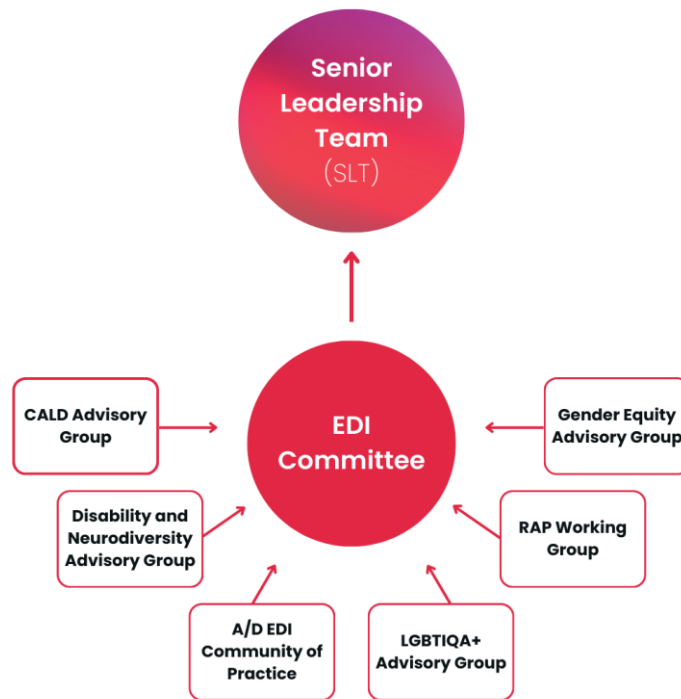 Senior
Leadership
Team
(SLT)
EDI
Committee
CALD Advisory
Group
Gender Equity
Advisory Group
Disability and
Neurodiversity
Advisory Group
RAP Working
Group
A/D EDI
Community of
Practice
LGBTIQA+
Advisory Group